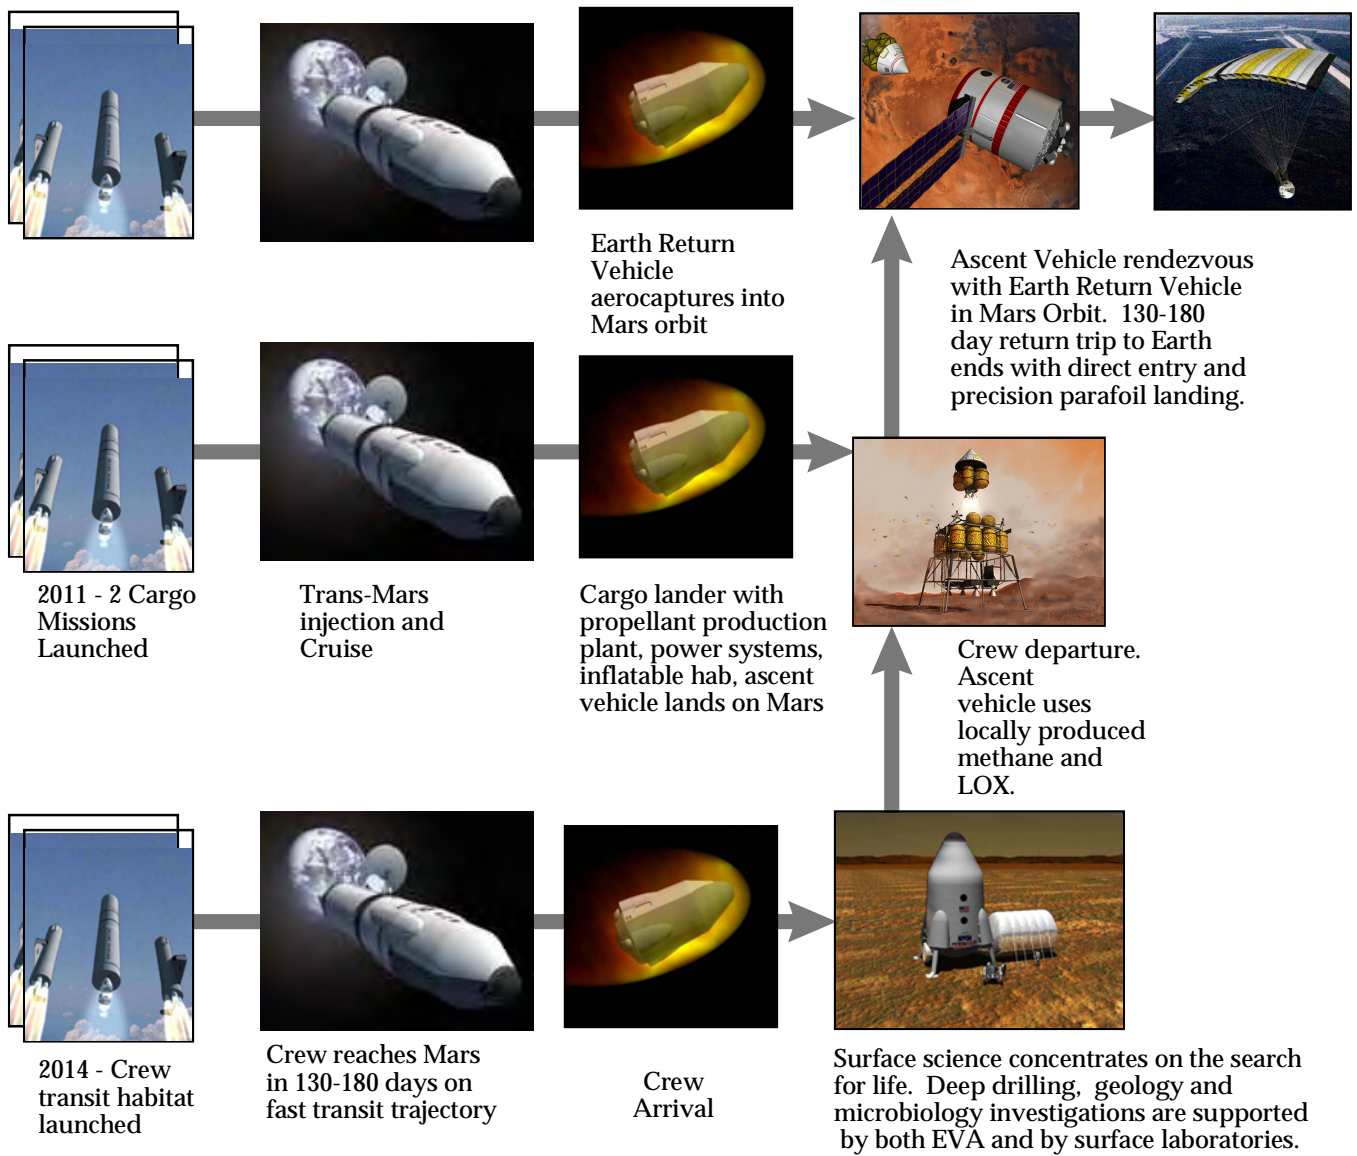 Earth Return
Vehicle
aerocaptures into
Mars orbit
Ascent Vehicle rendezvous
with Earth Return Vehicle
in Mars Orbit.  130-180
day return trip to Earth
ends with direct entry and
precision parafoil landing.
2011 - 2 Cargo
Missions
Launched
Trans-Mars
injection and
Cruise
Cargo lander with
propellant production
plant, power systems,
inflatable hab, ascent
vehicle lands on Mars
Crew departure.
Ascent
vehicle uses
locally produced
methane and
LOX.
2014 - Crew
transit habitat
launched
Crew reaches Mars
in 130-180 days on
fast transit trajectory
Crew
Arrival
Surface science concentrates on the search
for life.  Deep drilling,  geology and
microbiology investigations are supported
by both EVA and by surface laboratories.